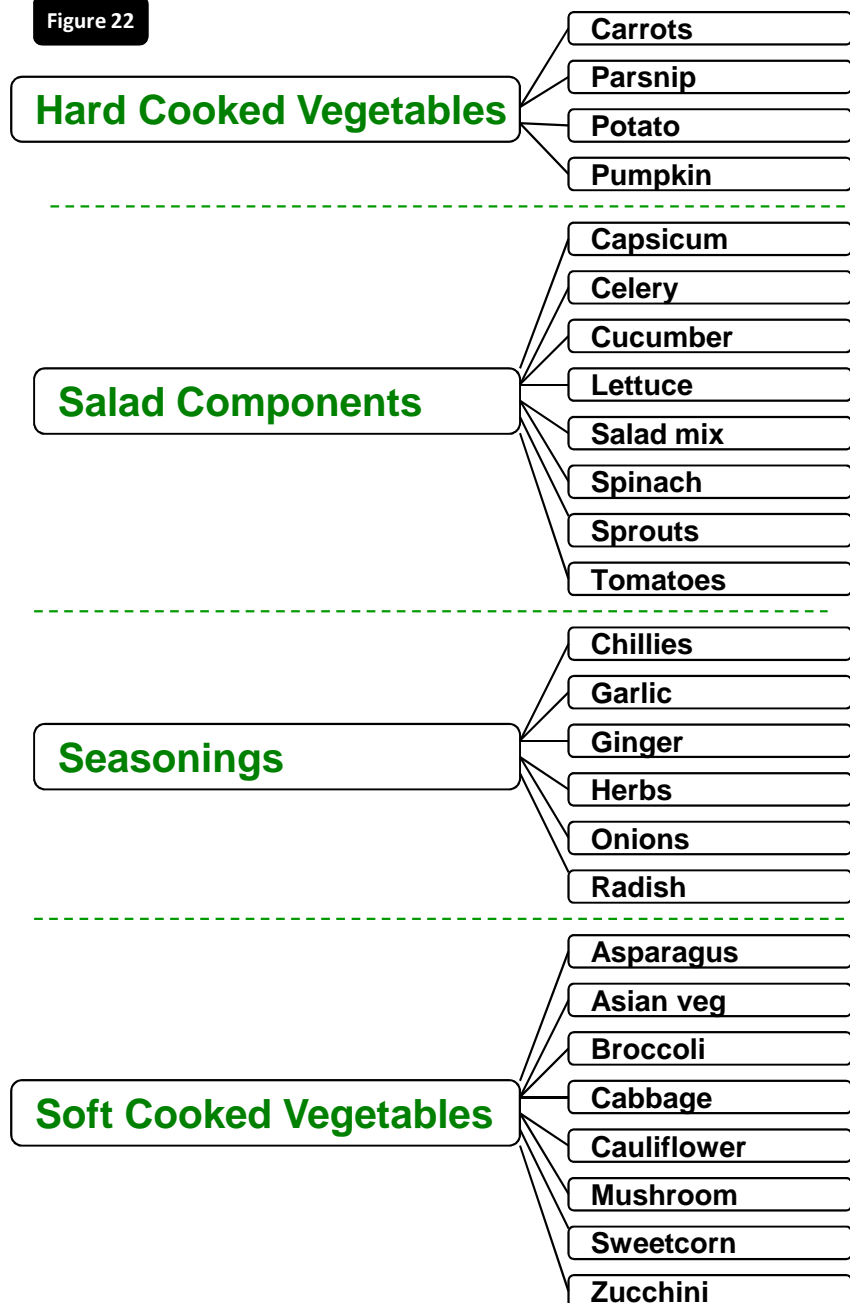 Figure 22
Hard Cooked Vegetables
Carrots
Parsnip
Potato
Pumpkin
Salad Components
Capsicum
Celery
Cucumber
Lettuce
Salad mix
Spinach
Sprouts
Tomatoes
Seasonings
Chillies
Garlic
Ginger
Herbs
Onions
Radish
Soft Cooked Vegetables
Asparagus
Asian veg
Broccoli
Cabbage
Cauliflower
Mushroom
Sweetcorn
Zucchini